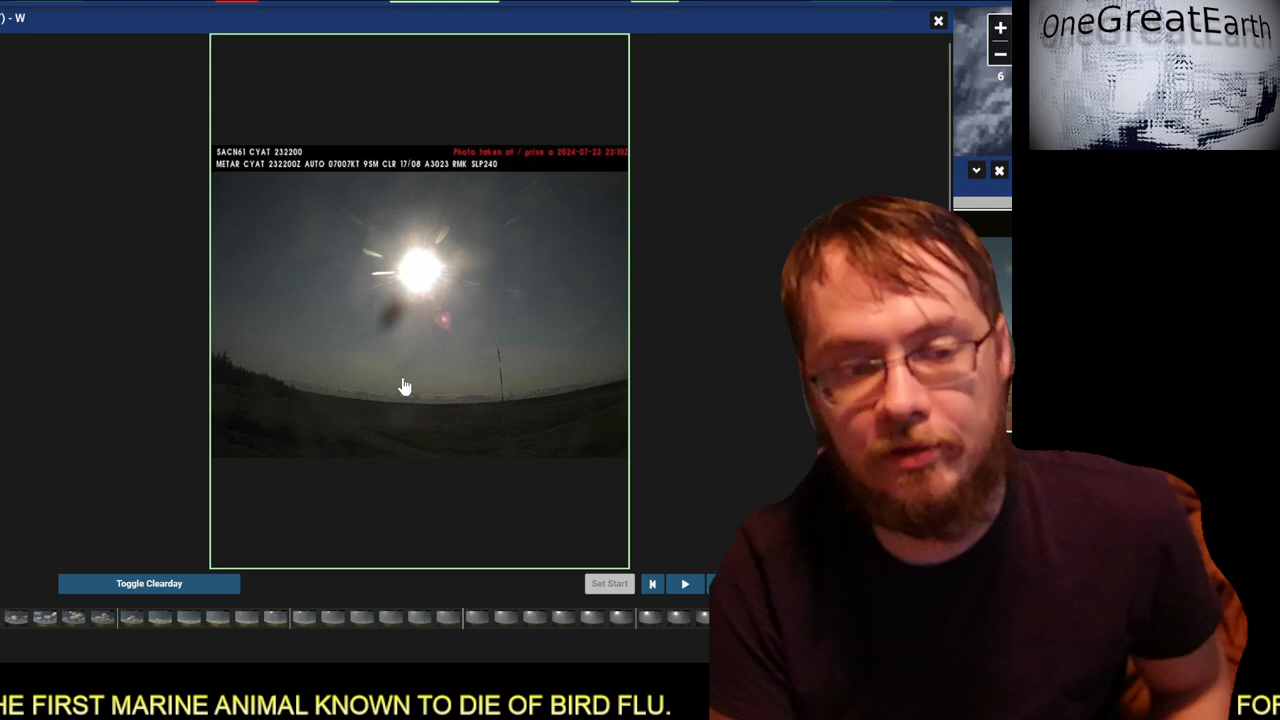 ) - W
OneGreatEarth
+
−
6
SACN61 CYAT 232200
Photo taken at / prise a 2024-07-23 22:10Z
METAR CYAT 232200Z AUTO 07007KT 9SM CLR 17/08 A3023 RMK SLP240
Toggle Clearday
Set Start
HE FIRST MARINE ANIMAL KNOWN TO DIE OF BIRD FLU.
FOR